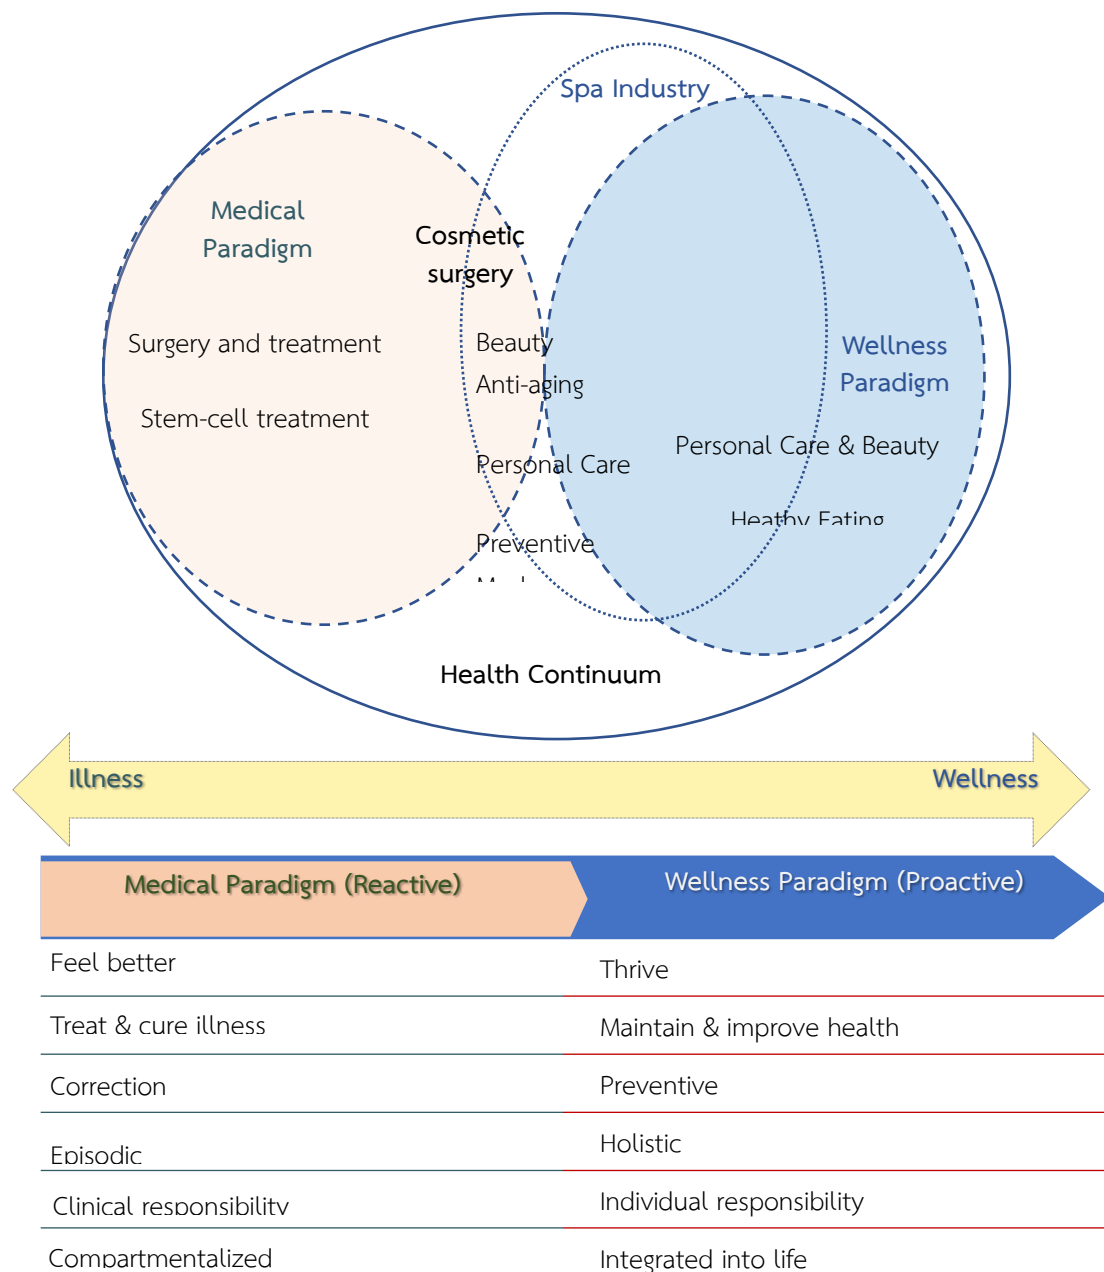 Spa Industry
Medical
Paradigm
Cosmetic
surgery
Surgery and treatment
Stem-cell treatment
Beauty
Anti-aging
Personal Care
Preventive
Wellness
Paradigm
Personal Care & Beauty
Heathy Eating
Health Continuum
Illness
Wellness
Medical Paradigm (Reactive)
Wellness Paradigm (Proactive)
Feel better
Thrive
Treat & cure illness
Maintain & improve health
Correction
Preventive
Episodic
Holistic
Clinical responsibility
Individual responsibility
Compartmentalized
Integrated into life